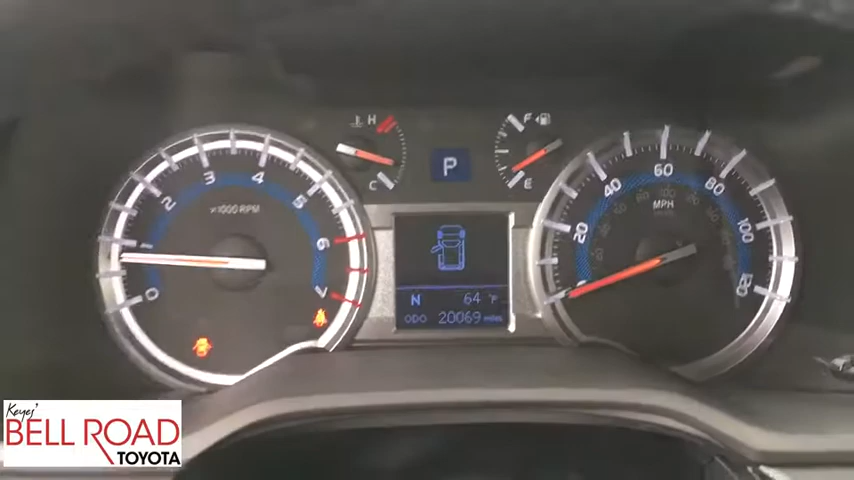 H
C
P
F
E
0
1
2
3
4
5
6
7
×1000 RPM
20
40
60
80
100
120
MPH
N 64 °F
ODO 20069 miles
Keyes'
BELL ROAD
TOYOTA